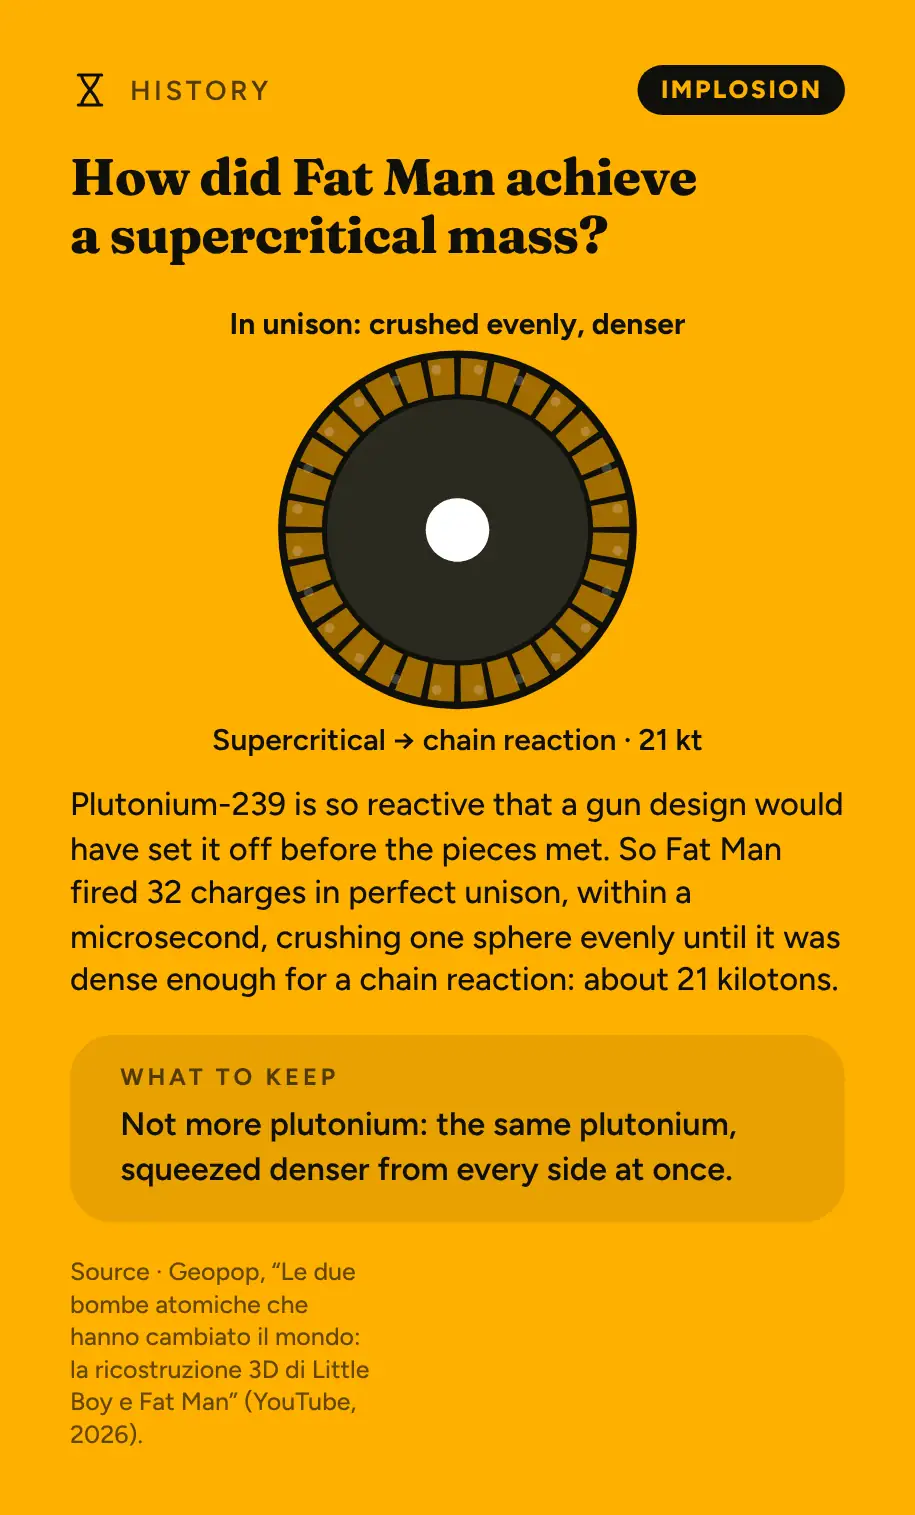 HISTORY
IMPLOSION
How did Fat Man achieve
a supercritical mass?
In unison: crushed evenly, denser
Supercritical → chain reaction · 21 kt
Plutonium-239 is so reactive that a gun design would
have set it off before the pieces met. So Fat Man
fired 32 charges in perfect unison, within a
microsecond, crushing one sphere evenly until it was
dense enough for a chain reaction: about 21 kilotons.
WHAT TO KEEP
Not more plutonium: the same plutonium,
squeezed denser from every side at once.
Source · Geopop, “Le due
bombe atomiche che
hanno cambiato il mondo:
la ricostruzione 3D di Little
Boy e Fat Man” (YouTube,
2026).